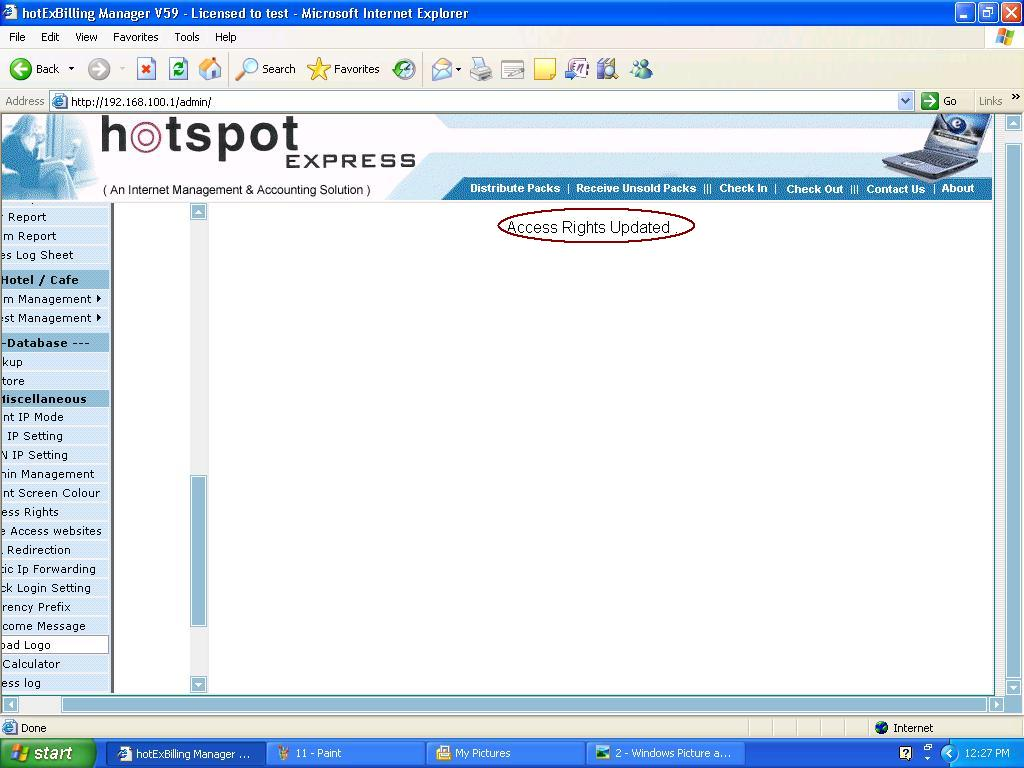 hotExBilling Manager V59 - Licensed to test - Microsoft Internet Explorer
File Edit View Favorites Tools Help
Back Search Favorites
Address http://192.168.100.1/admin/ Go Links »
hotspot
EXPRESS
( An Internet Management & Accounting Solution )
Distribute Packs | Receive Unsold Packs ||| Check In | Check Out ||| Contact Us | About
Report
m Report
es Log Sheet
Hotel / Cafe
m Management
est Management
-Database ---
kup
tore
Miscellaneous
nt IP Mode
IP Setting
N IP Setting
min Management
nt Screen Colour
ess Rights
e Access websites
Redirection
tic Ip Forwarding
ck Login Setting
rency Prefix
come Message
oad Logo
Calculator
ess log
Access Rights Updated
Done Internet
start hotExBilling Manager ... 11 - Paint My Pictures 2 - Windows Picture a... 12:27 PM